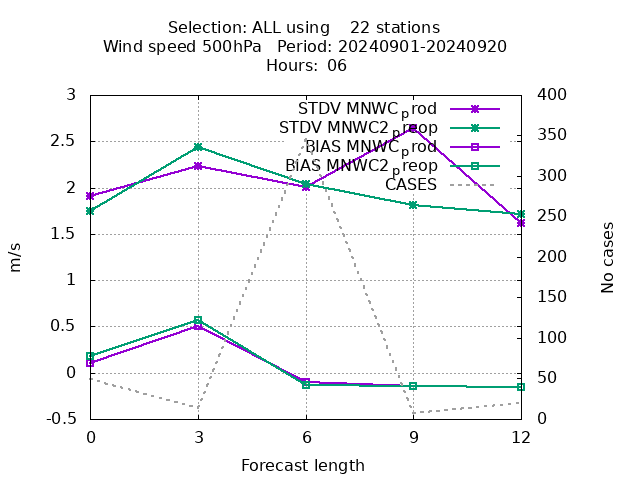 Selection: ALL using    22 stations
Wind speed 500hPa   Period: 20240901-20240920
Hours:  06
3
2.5
2
1.5
1
0.5
0
-0.5
400
350
300
250
200
150
100
50
0
STDV MNWC_prod
STDV MNWC2_preop
BIAS MNWC_prod
BIAS MNWC2_preop
CASES
m/s
No cases
0 3 6 9 12
Forecast length